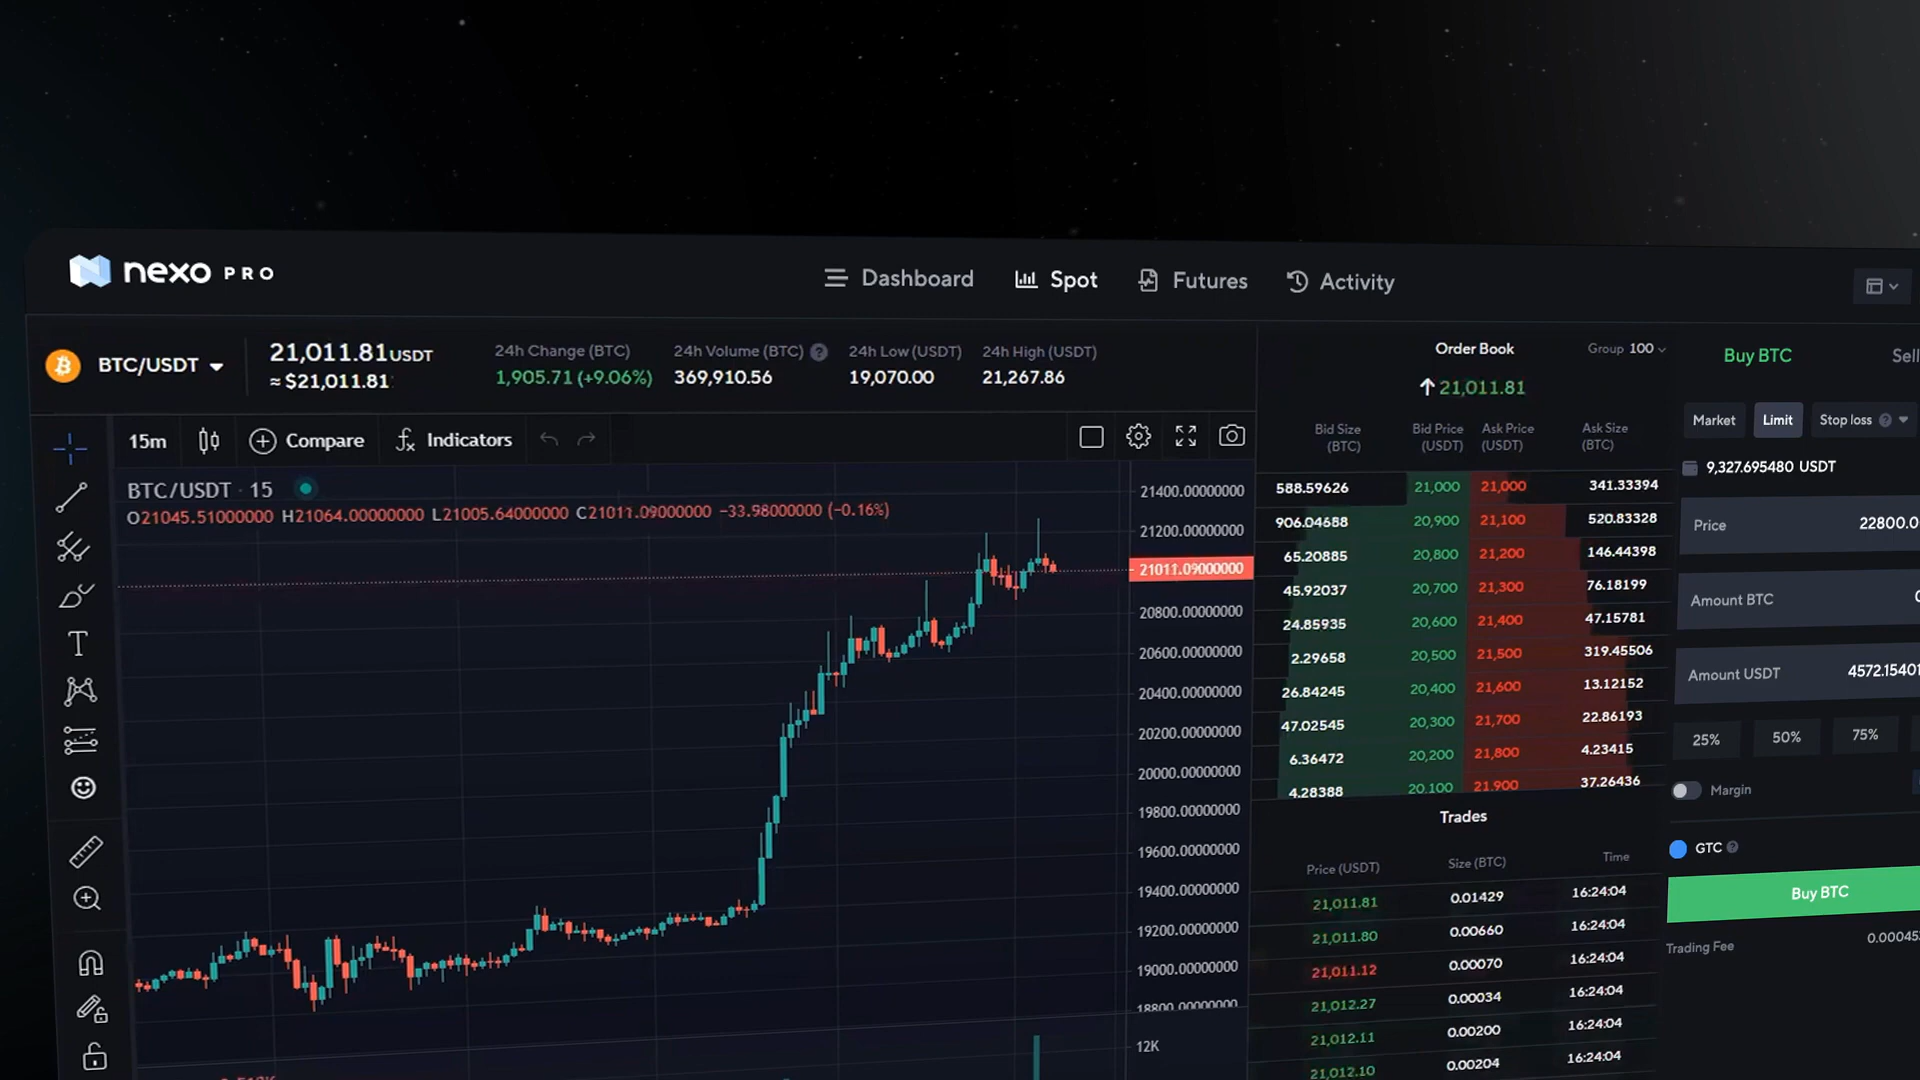 nexo PRO
Dashboard Spot Futures Activity
BTC/USDT
21,011.81 USDT
≈ $21,011.81
24h Change (BTC) 24h Volume (BTC) 24h Low (USDT) 24h High (USDT)
1,905.71 (+9.06%) 369,910.56 19,070.00 21,267.86
15m Compare Indicators
BTC/USDT · 15
O21045.51000000 H21064.00000000 L21005.64000000 C21011.09000000 −33.98000000 (−0.16%)
21400.00000000
21200.00000000
21011.09000000
20800.00000000
20600.00000000
20400.00000000
20200.00000000
20000.00000000
19800.00000000
19600.00000000
19400.00000000
19200.00000000
19000.00000000
18800.00000000
12K
Order Book Group 100
21,011.81
Bid Size (BTC) Bid Price (USDT) Ask Price (USDT) Ask Size (BTC)
588.59626 21,000 21,000 341.33394
906.04688 20,900 21,100 520.83328
65.20885 20,800 21,200 146.44398
45.92037 20,700 21,300 76.18199
24.85935 20,600 21,400 47.15781
2.29658 20,500 21,500 319.45506
26.84245 20,400 21,600 13.12152
47.02545 20,300 21,700 22.86193
6.36472 20,200 21,800 4.23415
4.28388 20,100 21,900 37.26436
Trades
Price (USDT) Size (BTC) Time
21,011.81 0.01429 16:24:04
21,011.80 0.00660 16:24:04
21,011.12 0.00070 16:24:04
21,012.27 0.00034 16:24:04
21,012.11 0.00200 16:24:04
21,012.10 0.00204 16:24:04
Buy BTC Sell
Market Limit Stop loss
9,327.695480 USDT
Price 22800.0
Amount BTC
Amount USDT 4572.15401
25% 50% 75%
Margin
GTC
Buy BTC
Trading Fee 0.00045